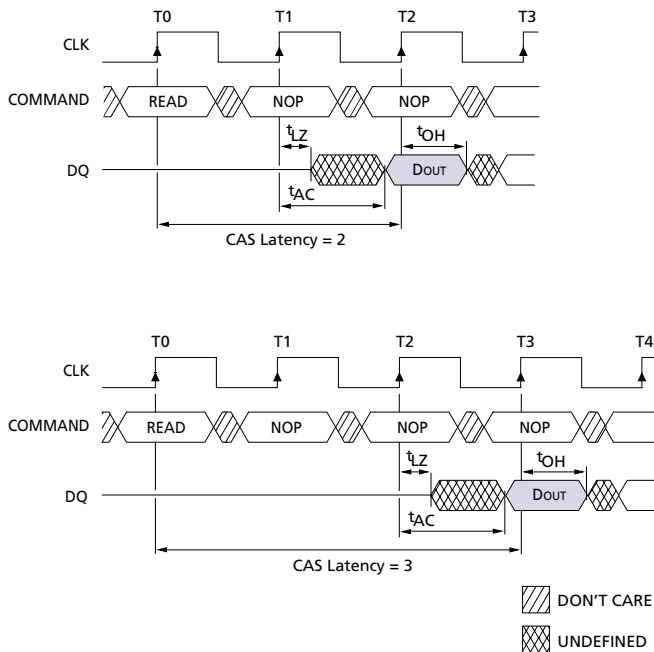 T0 T1 T2 T3
CLK
COMMAND READ NOP NOP
tLZ tOH
DQ DOUT
tAC
CAS Latency = 2
T0 T1 T2 T3 T4
CLK
COMMAND READ NOP NOP NOP
tLZ tOH
DQ DOUT
tAC
CAS Latency = 3
DON'T CARE
UNDEFINED